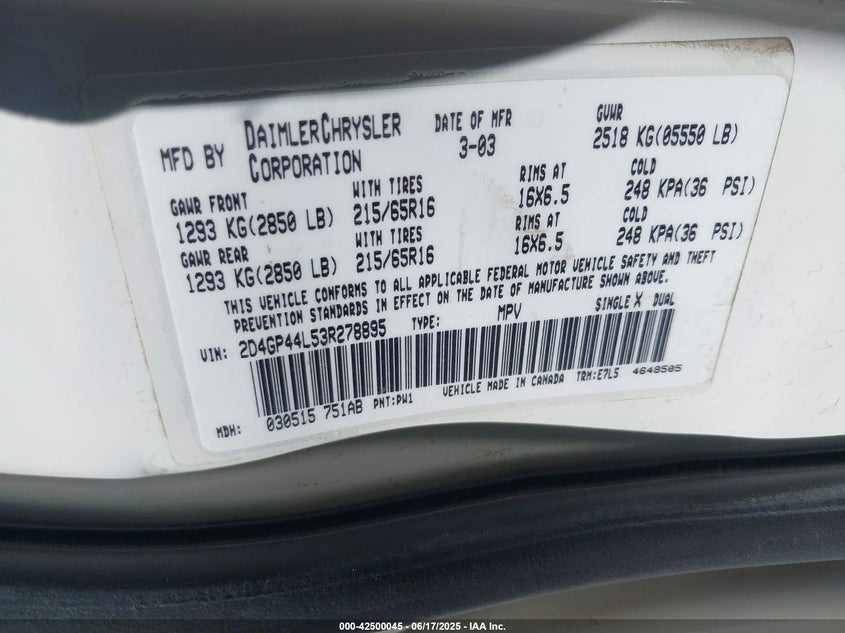 MFD BY DAIMLERCHRYSLER CORPORATION DATE OF MFR 3-03 GVWR 2518 KG(05550 LB)
GAWR FRONT WITH TIRES RIMS AT COLD
1293 KG(2850 LB) 215/65R16 16X6.5 248 KPA(36 PSI)
GAWR REAR WITH TIRES RIMS AT COLD
1293 KG(2850 LB) 215/65R16 16X6.5 248 KPA(36 PSI)
THIS VEHICLE CONFORMS TO ALL APPLICABLE FEDERAL MOTOR VEHICLE SAFETY AND THEFT
PREVENTION STANDARDS IN EFFECT ON THE DATE OF MANUFACTURE SHOWN ABOVE.
VIN: 2D4GP44L53R278895 TYPE: MPV SINGLE X DUAL
MDH: 030515 751AB PNT:PW1 VEHICLE MADE IN CANADA TRM:E7L5 4648505
000-42500045 - 06/17/2025 - IAA Inc.